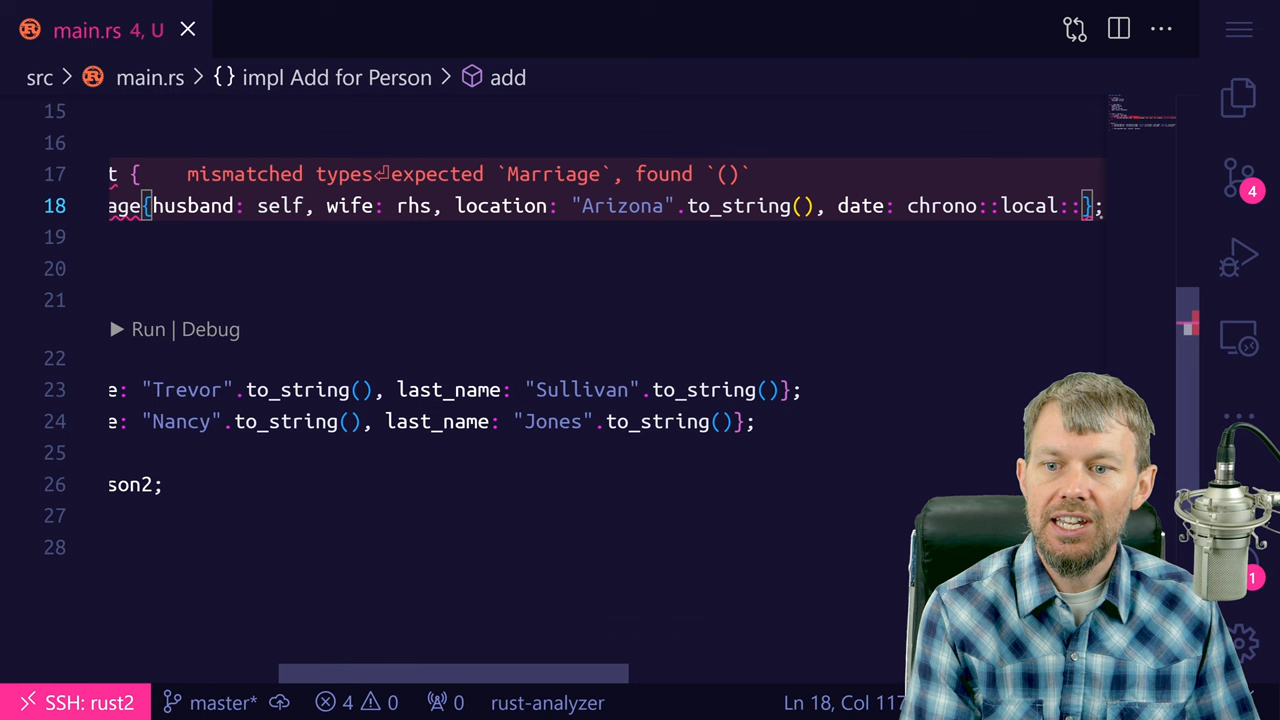 main.rs 4, U
src > main.rs > {} impl Add for Person > add
15
16
17 t { mismatched types⏎expected `Marriage`, found `()`
18 age{husband: self, wife: rhs, location: "Arizona".to_string(), date: chrono::local::};
19
20
21
Run | Debug
22
23 e: "Trevor".to_string(), last_name: "Sullivan".to_string()};
24 e: "Nancy".to_string(), last_name: "Jones".to_string()};
25
26 son2;
27
28
4
1
SSH: rust2 master* 4 0 0 rust-analyzer Ln 18, Col 117